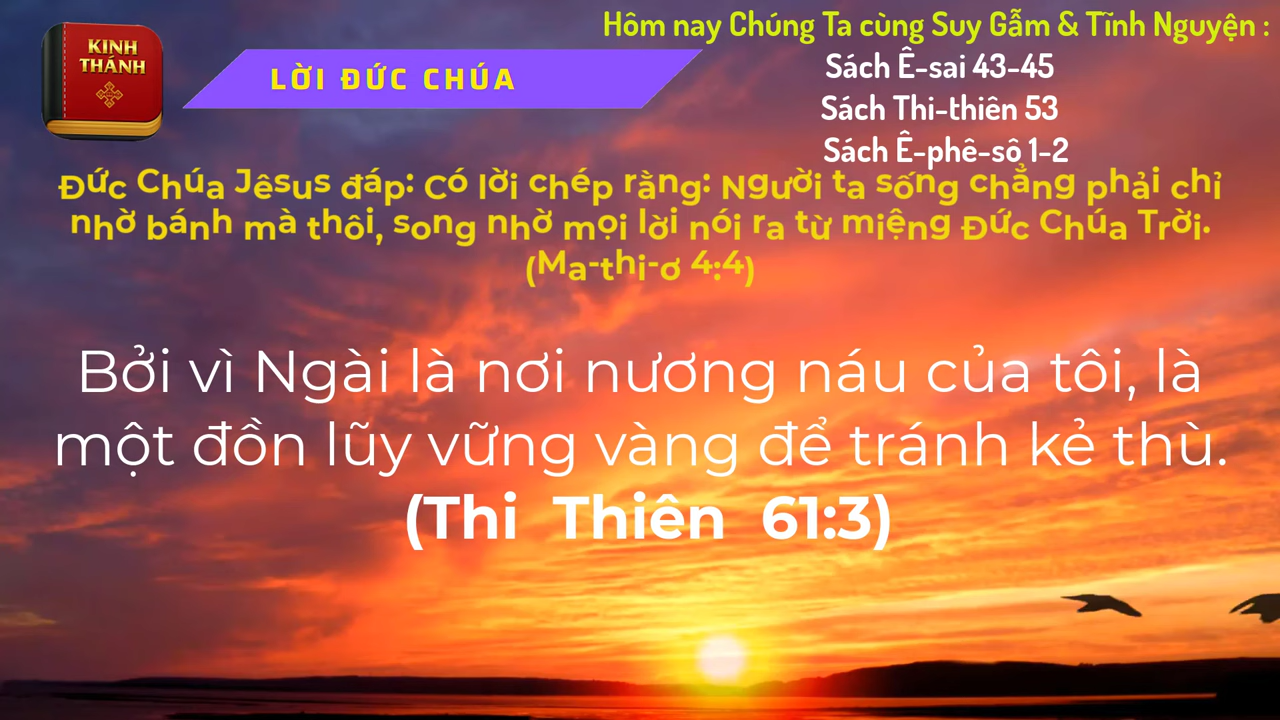 KINH
THÁNH
LỜI ĐỨC CHÚA
Hôm nay Chúng Ta cùng Suy Gẫm & Tĩnh Nguyện :
Sách Ê-sai 43-45
Sách Thi-thiên 53
Sách Ê-phê-sô 1-2
Đức Chúa Jêsus đáp: Có lời chép rằng: Người ta sống chẳng phải chỉ
nhờ bánh mà thôi, song nhờ mọi lời nói ra từ miệng Đức Chúa Trời.
(Ma-thi-ơ 4:4)
Bởi vì Ngài là nơi nương náu của tôi, là
một đồn lũy vững vàng để tránh kẻ thù.
(Thi Thiên 61:3)